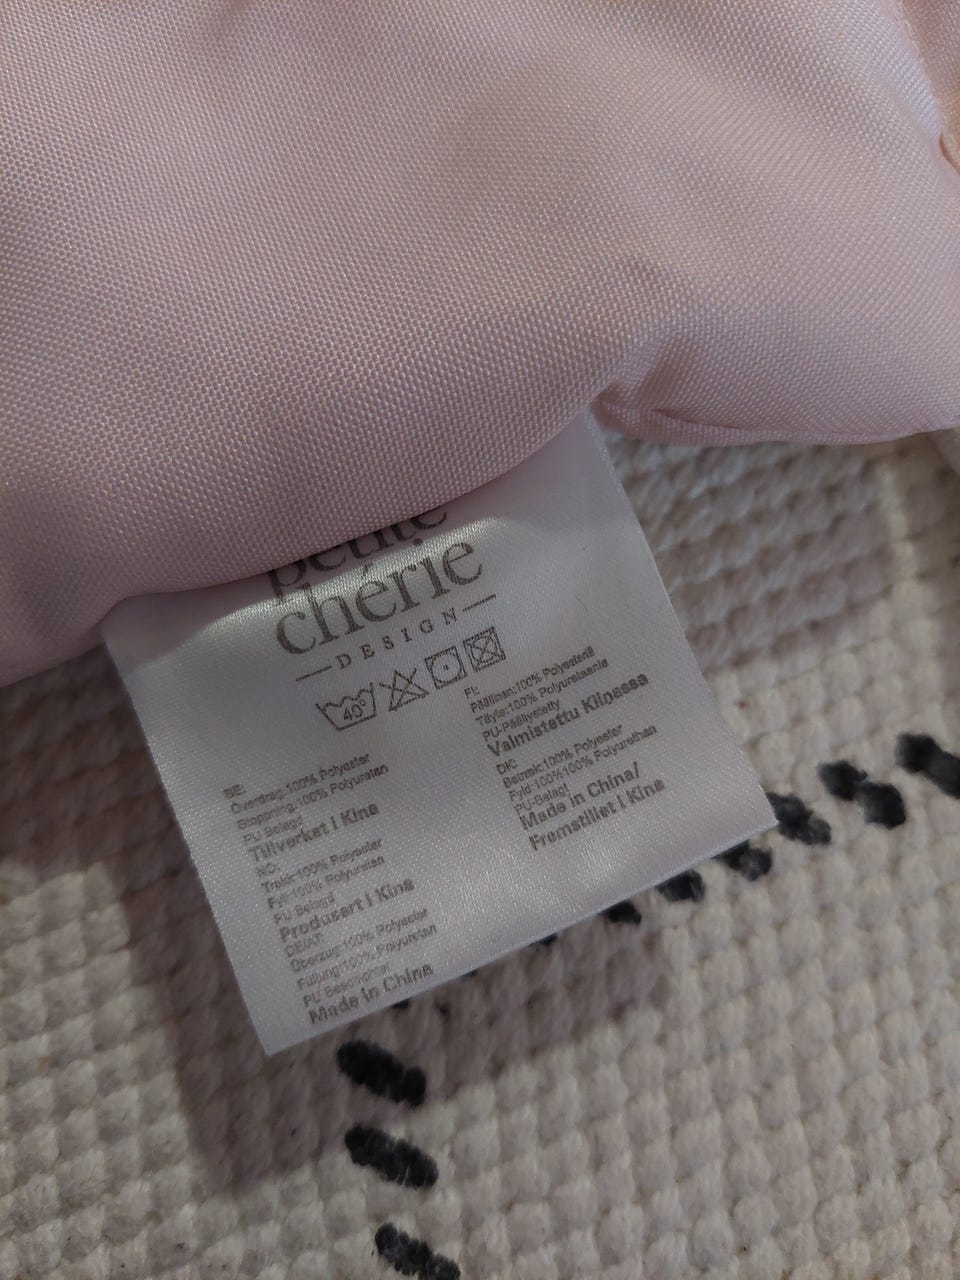 petite
chérie
DESIGN
40°
SE:
Överdrag:100% Polyester
Stoppning:100% Polyuretan
PU Belagd
Tillverkat i Kina
NO:
Trekk:100% Polyester
Fyll:100% Polyuretan
PU Belagd
Produsert i Kina
DE/AT:
Überzug:100% Polyester
Füllung:100% Polyuretan
PU Beschichtet
Made in China
FI:
Päällinen:100% Polyesteriä
Täyte:100% Polyuretaania
PU-Päällystetty
Valmistettu Kiinassa
DK:
Betræk:100% Polyester
Fyld:100%100% Polyurethan
PU-Belagt
Made in China/
Fremstillet i Kina